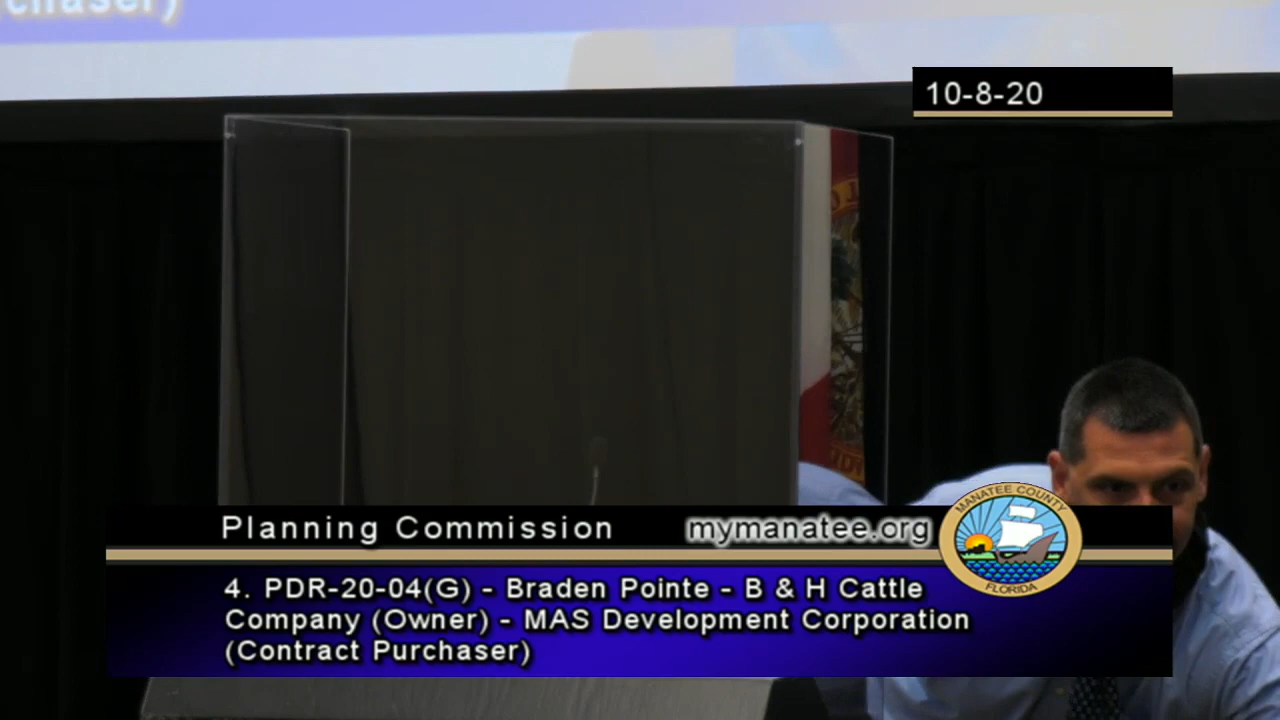 rchaser)
10-8-20
Planning Commission
mymanatee.org
MANATEE COUNTY
FLORIDA
4. PDR-20-04(G) - Braden Pointe - B & H Cattle
Company (Owner) - MAS Development Corporation
(Contract Purchaser)